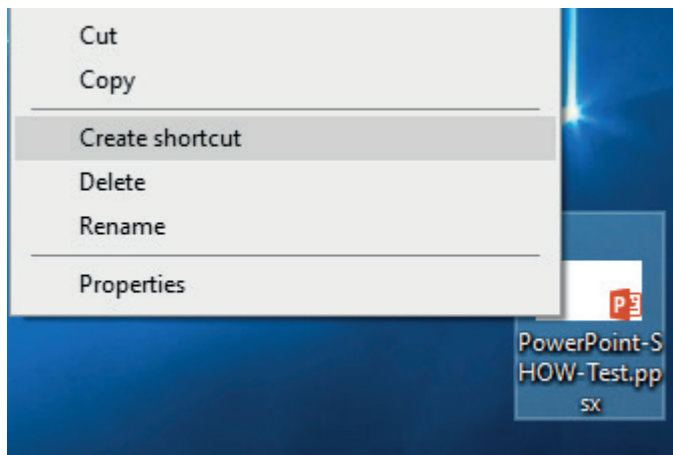 Cut
Copy
Create shortcut
Delete
Rename
Properties
P
PowerPoint-S
HOW-Test.pp
sx